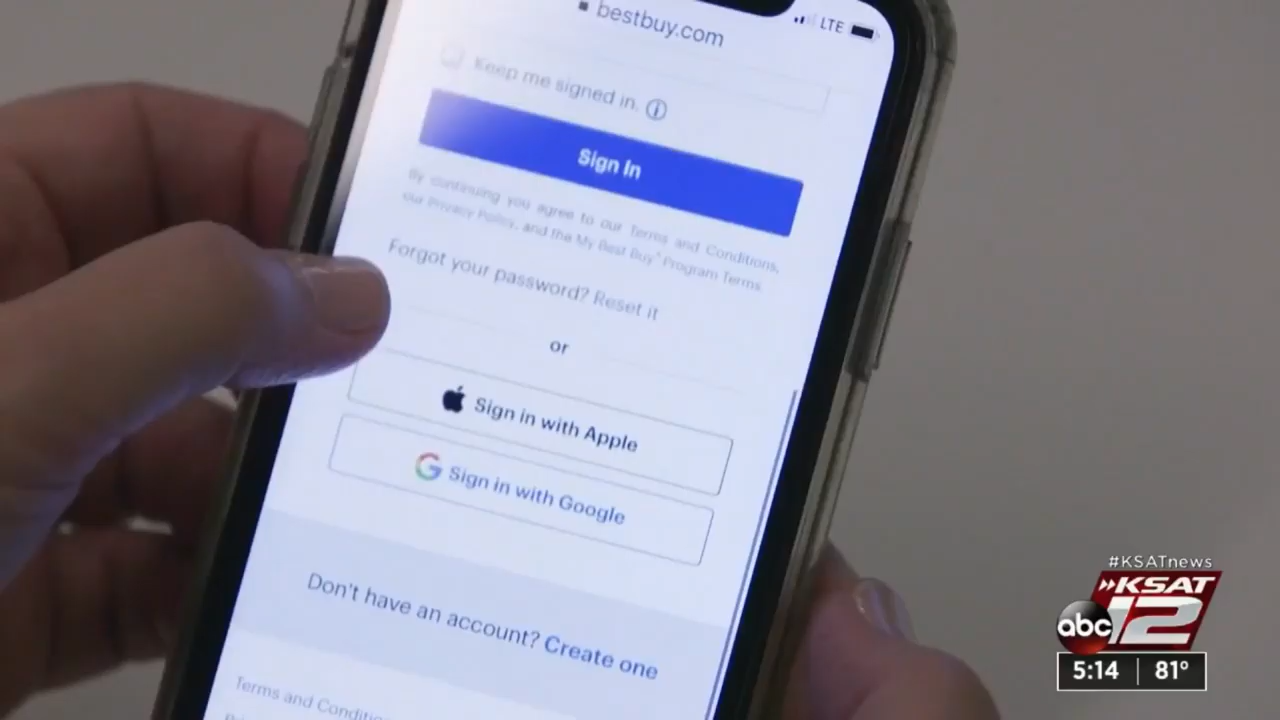 bestbuy.com
LTE
Keep me signed in.
Sign In
By continuing you agree to our Terms and Conditions,
our Privacy Policy, and the My Best Buy® Program Terms.
Forgot your password? Reset it
or
Sign in with Apple
Sign in with Google
Don't have an account? Create one
Terms and Conditions
#KSATnews
KSAT
abc 12
5:14 81°